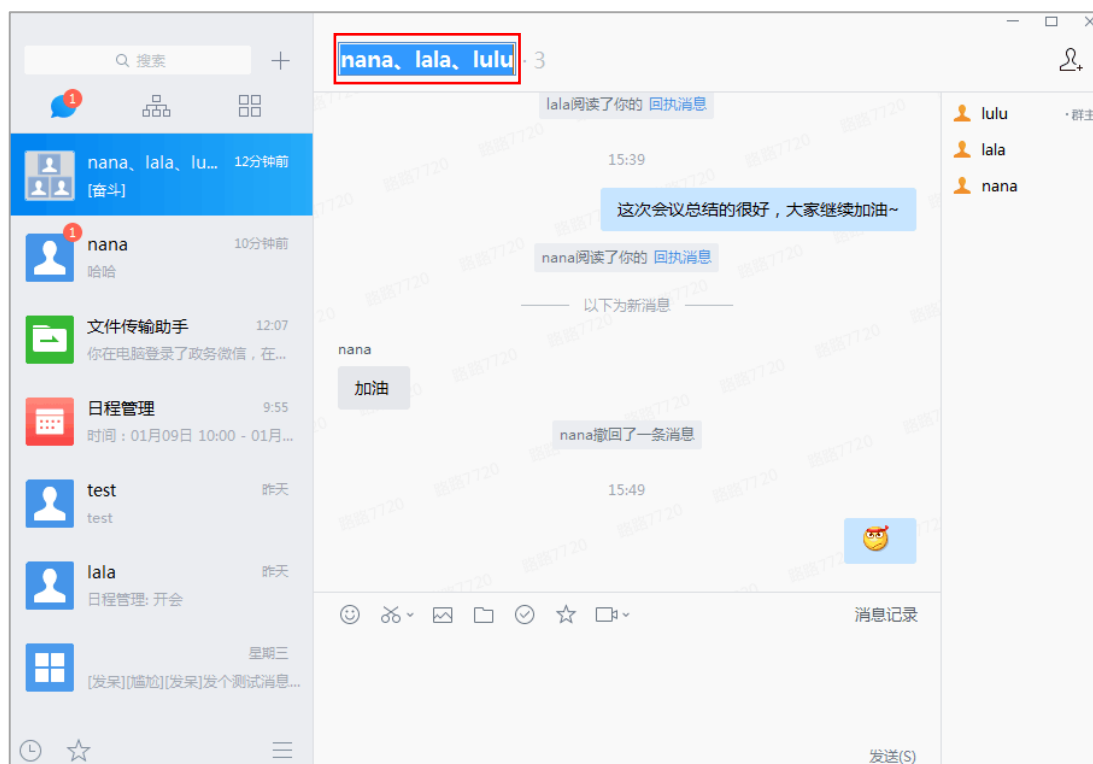 搜索
1
nana、lala、lu... 12分钟前
[奋斗]
1
nana 10分钟前
哈哈
文件传输助手 12:07
你在电脑登录了政务微信，在...
日程管理 9:55
时间：01月09日 10:00 - 01月...
test 昨天
test
lala 昨天
日程管理: 开会
星期三
[发呆][尴尬][发呆]发个测试消息...
nana、lala、lulu · 3
lala阅读了你的 回执消息
15:39
这次会议总结的很好，大家继续加油~
nana阅读了你的 回执消息
以下为新消息
nana
加油
nana撤回了一条消息
15:49
消息记录
发送(S)
lulu ·群主
lala
nana